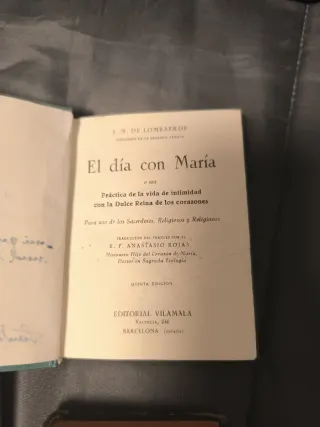 J. M. DE LOMBAERDE
El día con María
o sea
Práctica de la vida de intimidad
con la Dulce Reina de los corazones
Para uso de los Sacerdotes, Religiosos y Religiosas
TRADUCCIÓN DEL FRANCÉS POR EL
R. P. ANASTASIO ROJAS
Misionero Hijo del Corazón de María,
Doctor en Sagrada Teología
QUINTA EDICIÓN
EDITORIAL VILAMALA
Valencia, 246
BARCELONA